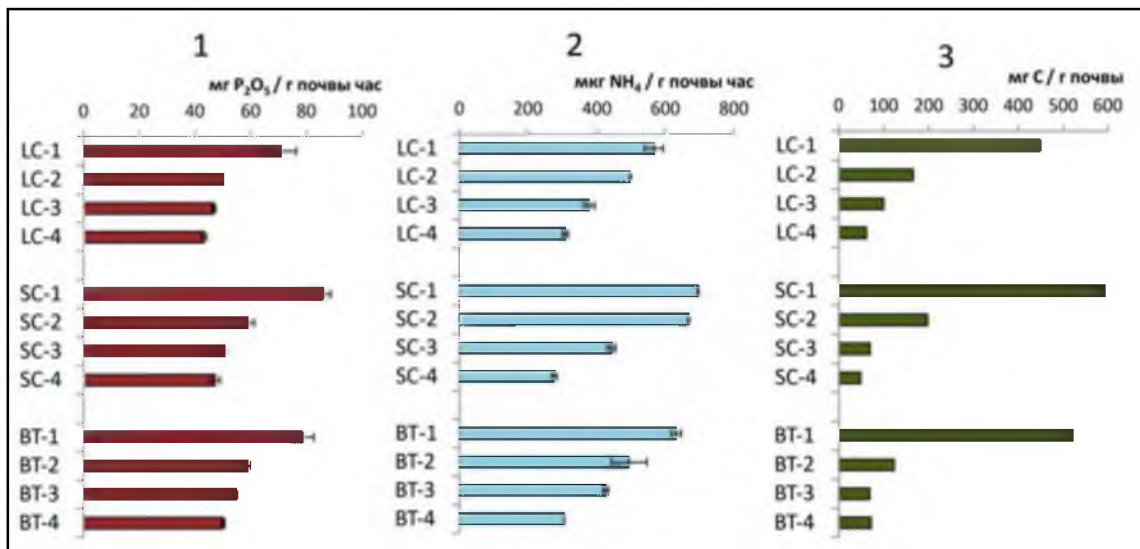 1
мг P₂O₅ / г почвы час
0 20 40 60 80 100
LC-1
LC-2
LC-3
LC-4
SC-1
SC-2
SC-3
SC-4
BT-1
BT-2
BT-3
BT-4
2
мкг NH₄ / г почвы час
0 200 400 600 800
LC-1
LC-2
LC-3
LC-4
SC-1
SC-2
SC-3
SC-4
BT-1
BT-2
BT-3
BT-4
3
мг C / г почвы
0 100 200 300 400 500 600
LC-1
LC-2
LC-3
LC-4
SC-1
SC-2
SC-3
SC-4
BT-1
BT-2
BT-3
BT-4